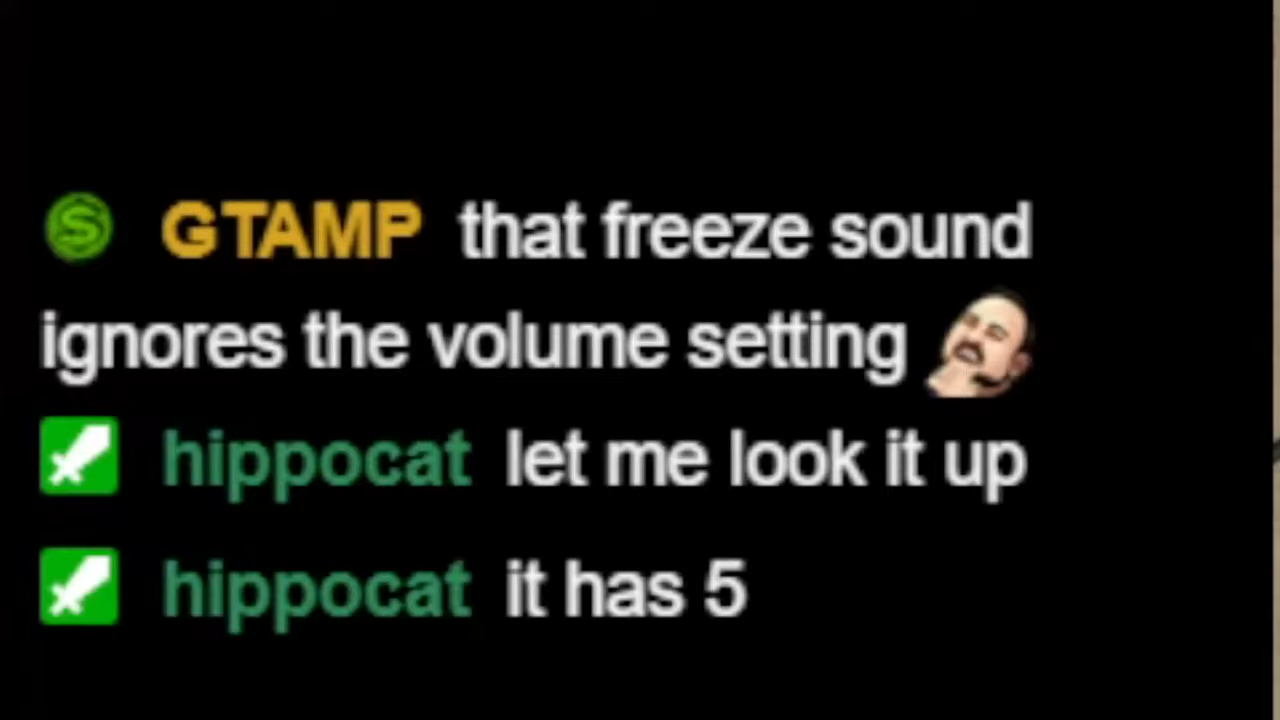 GTAMP that freeze sound
ignores the volume setting
hippocat let me look it up
hippocat it has 5